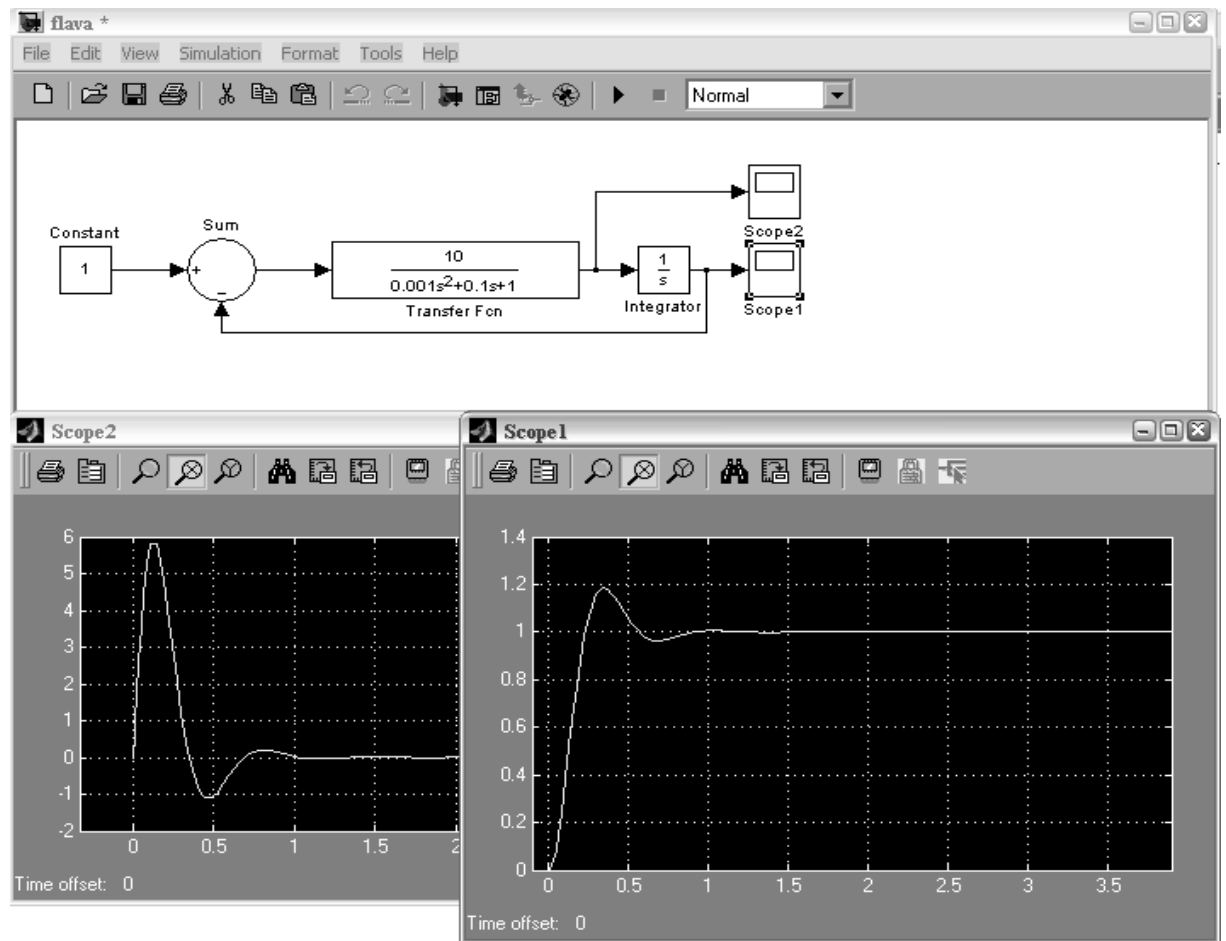 flava *
File Edit View Simulation Format Tools Help
Normal
Constant
1
Sum
+
−
10
0.001s²+0.1s+1
Transfer Fcn
1
s
Integrator
Scope2
Scope1
Scope2
6
5
4
3
2
1
0
-1
-2
0 0.5 1 1.5 2
Time offset: 0
Scope1
1.4
1.2
1
0.8
0.6
0.4
0.2
0
0 0.5 1 1.5 2 2.5 3 3.5
Time offset: 0